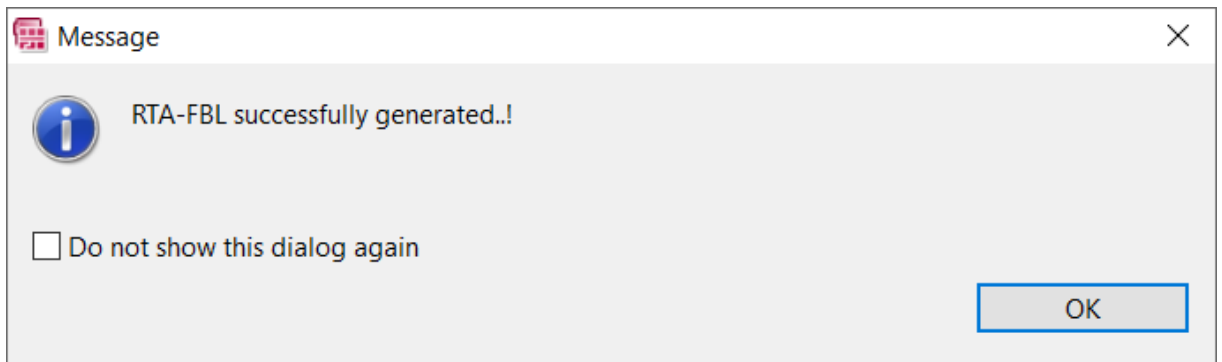 Message
RTA-FBL successfully generated..!
Do not show this dialog again
OK